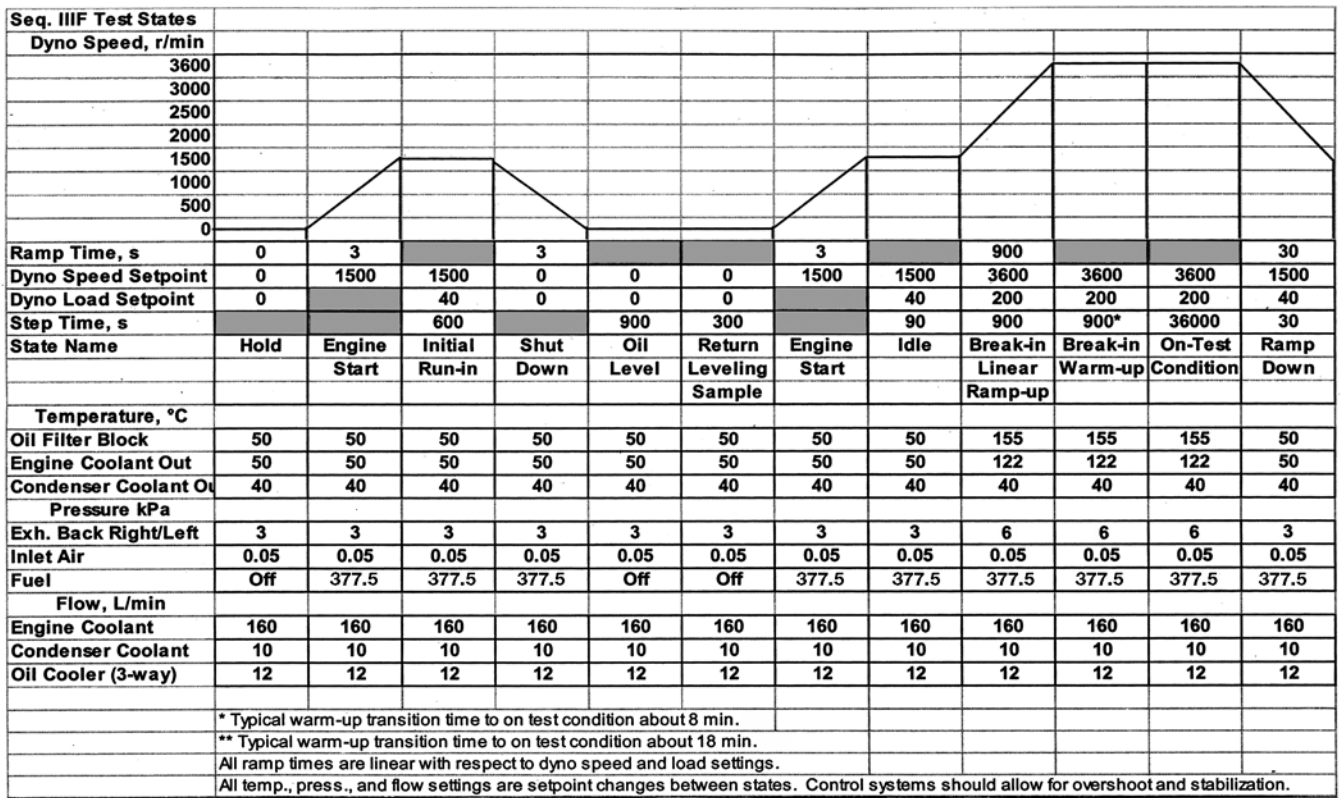 Seq. IIIF Test States
Dyno Speed, r/min
3600
3000
2500
2000
1500
1000
500
0
Ramp Time, s 0 3 3 3 900 30
Dyno Speed Setpoint 0 1500 1500 0 0 0 1500 1500 3600 3600 3600 1500
Dyno Load Setpoint 0 40 0 0 0 40 200 200 200 40
Step Time, s 600 900 300 90 900 900* 36000 30
State Name Hold Engine Initial Shut Oil Return Engine Idle Break-in Break-in On-Test Ramp
Start Run-in Down Level Leveling Start Linear Warm-up Condition Down
Sample Ramp-up
Temperature, °C
Oil Filter Block 50 50 50 50 50 50 50 50 155 155 155 50
Engine Coolant Out 50 50 50 50 50 50 50 50 122 122 122 50
Condenser Coolant Ou 40 40 40 40 40 40 40 40 40 40 40 40
Pressure kPa
Exh. Back Right/Left 3 3 3 3 3 3 3 3 6 6 6 3
Inlet Air 0.05 0.05 0.05 0.05 0.05 0.05 0.05 0.05 0.05 0.05 0.05 0.05
Fuel Off 377.5 377.5 377.5 Off Off 377.5 377.5 377.5 377.5 377.5 377.5
Flow, L/min
Engine Coolant 160 160 160 160 160 160 160 160 160 160 160 160
Condenser Coolant 10 10 10 10 10 10 10 10 10 10 10 10
Oil Cooler (3-way) 12 12 12 12 12 12 12 12 12 12 12 12
* Typical warm-up transition time to on test condition about 8 min.
** Typical warm-up transition time to on test condition about 18 min.
All ramp times are linear with respect to dyno speed and load settings.
All temp., press., and flow settings are setpoint changes between states. Control systems should allow for overshoot and stabilization.